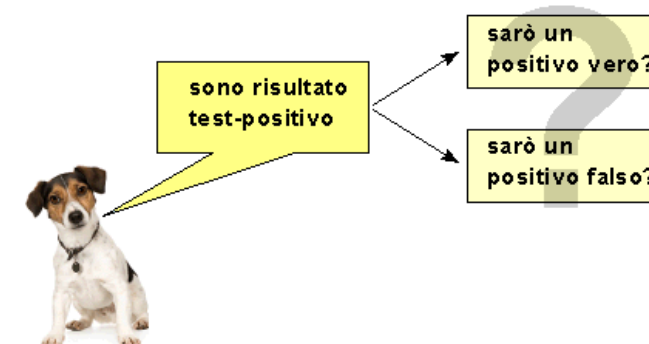 sarò un
positivo vero?
sono risultato
test-positivo
sarò un
positivo falso?